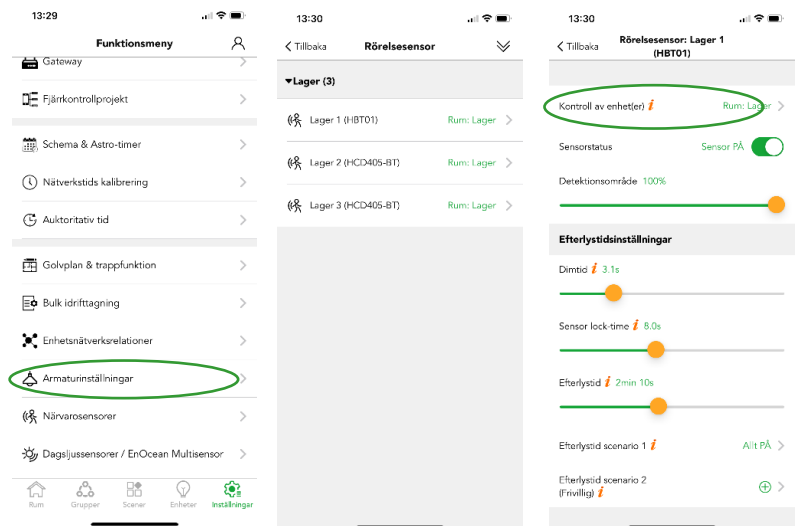 13:29
Funktionsmeny
Gateway
Fjärrkontrollprojekt
Schema & Astro-timer
Nätverkstids kalibrering
Auktoritativ tid
Golvplan & trappfunktion
Bulk idrifttagning
Enhetsnätverksrelationer
Armaturinställningar
Närvarosensorer
Dagsljussensorer / EnOcean Multisensor
Rum
Grupper
Scener
Enheter
Inställningar
13:30
Tillbaka
Rörelsesensor
Lager (3)
Lager 1 (HBT01)
Rum: Lager
Lager 2 (HCD405-BT)
Rum: Lager
Lager 3 (HCD405-BT)
Rum: Lager
13:30
Tillbaka
Rörelsesensor: Lager 1
(HBT01)
Kontroll av enhet(er) i
Rum: Lager
Sensorstatus
Sensor PÅ
Detektionsområde 100%
Efterlystidsinställningar
Dimtid i 3.1s
Sensor lock-time i 8.0s
Efterlystid i 2min 10s
Efterlystid scenario 1 i
Allt PÅ
Efterlystid scenario 2
(Frivillig) i